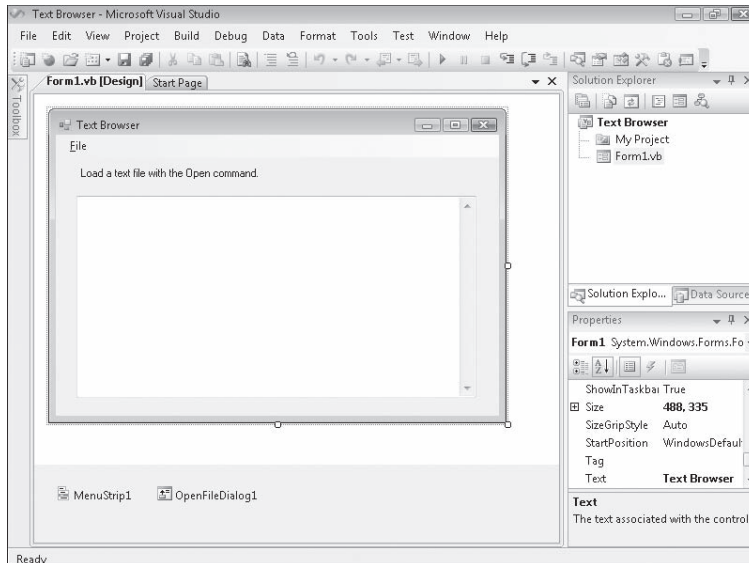 Text Browser - Microsoft Visual Studio
File Edit View Project Build Debug Data Format Tools Test Window Help
Toolbox
Form1.vb [Design] Start Page
Text Browser
File
Load a text file with the Open command.
MenuStrip1 OpenFileDialog1
Solution Explorer
Text Browser
My Project
Form1.vb
Solution Explo... Data Source
Properties
Form1 System.Windows.Forms.Fo
ShowInTaskbar True
Size 488, 335
SizeGripStyle Auto
StartPosition WindowsDefault
Tag
Text Text Browser
Text
The text associated with the control
Ready